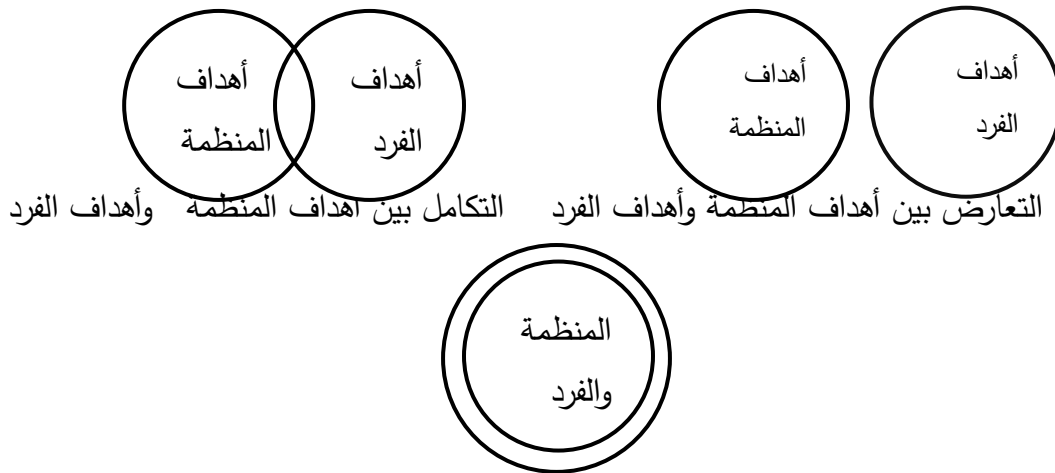 أهداف
الفرد
أهداف
المنظمة
أهداف
الفرد
أهداف
المنظمة
التعارض بين أهداف المنظمة وأهداف الفرد
التكامل بين أهداف المنظمة وأهداف الفرد
المنظمة
والفرد